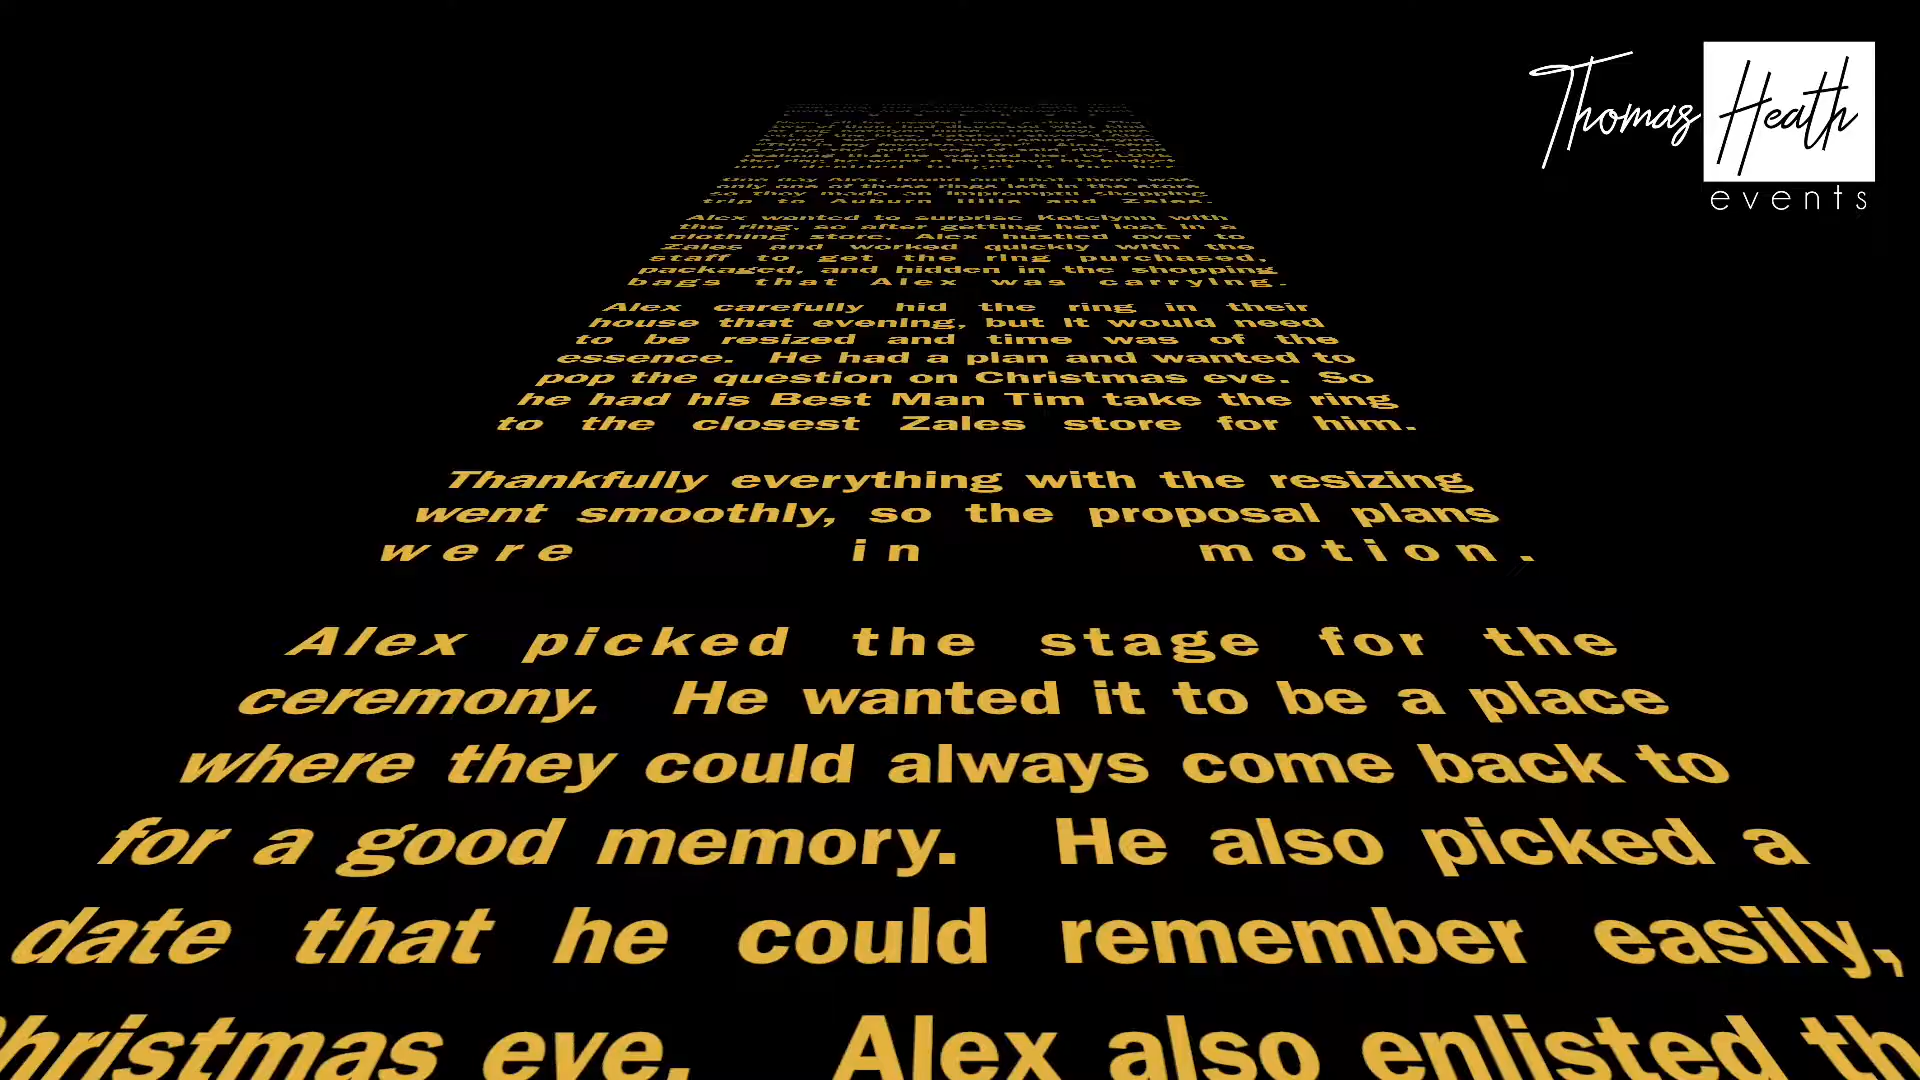 Thomas Heath
events
One day Alex, found out that there was
only one of those rings left in the store
so they made an impromptu shopping
trip to Auburn Hills and Zales.
Alex wanted to surprise Katelynn with
the ring, so after getting her lost in a
clothing store, Alex hustled over to
Zales and worked quickly with the
staff to get the ring purchased,
packaged, and hidden in the shopping
bags that Alex was carrying.
Alex carefully hid the ring in their
house that evening, but it would need
to be resized and time was of the
essence. He had a plan and wanted to
pop the question on Christmas eve. So
he had his Best Man Tim take the ring
to the closest Zales store for him.
Thankfully everything with the resizing
went smoothly, so the proposal plans
were in motion.
Alex picked the stage for the
ceremony. He wanted it to be a place
where they could always come back to
for a good memory. He also picked a
date that he could remember easily,
hristmas eve. Alex also enlisted th